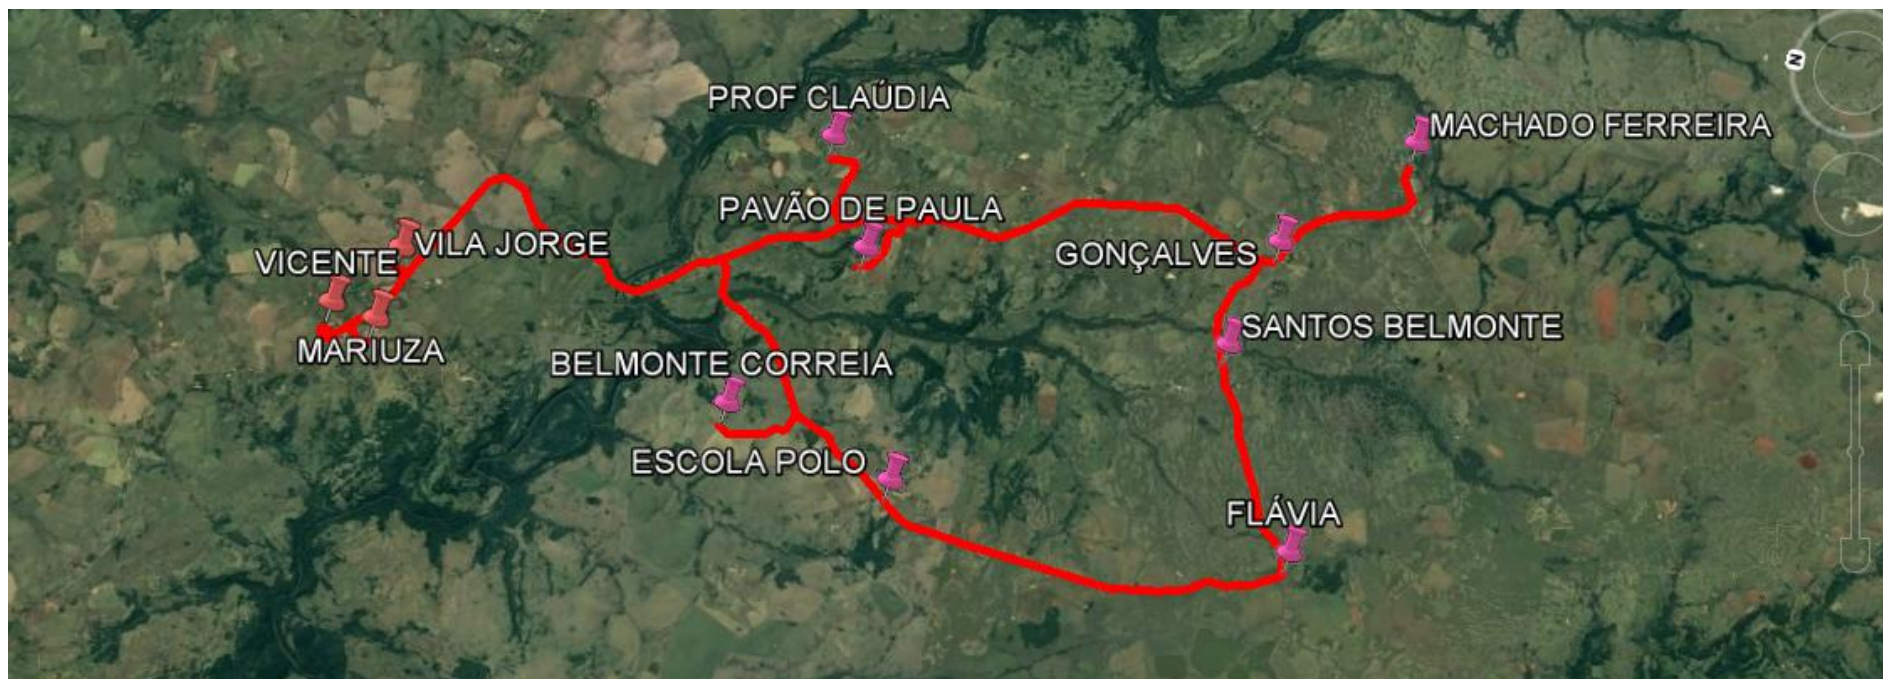 PROF CLAÚDIA
MACHADO FERREIRA
PAVÃO DE PAULA
VILA JORGE
GONÇALVES
VICENTE
SANTOS BELMONTE
MARIUZA
BELMONTE CORREIA
ESCOLA POLO
FLÁVIA
N